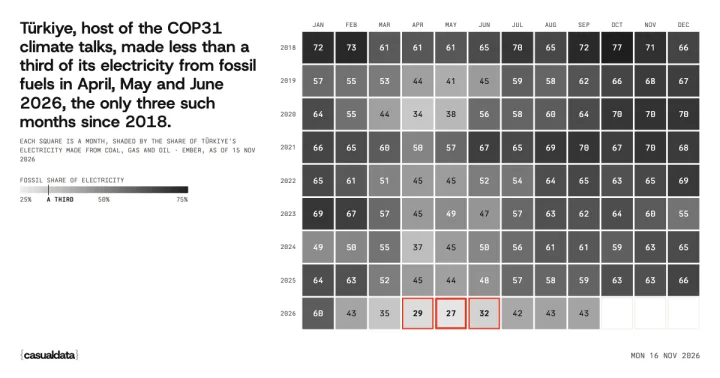 Türkiye, host of the COP31
climate talks, made less than a
third of its electricity from fossil
fuels in April, May and June
2026, the only three such
months since 2018.
EACH SQUARE IS A MONTH, SHADED BY THE SHARE OF TÜRKIYE'S
ELECTRICITY MADE FROM COAL, GAS AND OIL · EMBER, AS OF 15 NOV
2026
FOSSIL SHARE OF ELECTRICITY
25% A THIRD 50% 75%
JAN FEB MAR APR MAY JUN JUL AUG SEP OCT NOV DEC
2018 72 73 61 61 61 65 70 65 72 77 71 66
2019 57 55 53 44 41 45 59 58 62 66 68 67
2020 64 55 44 34 38 56 58 60 64 70 70 70
2021 66 65 60 50 57 67 65 69 70 67 70 68
2022 65 61 51 45 45 52 54 64 65 63 65 69
2023 69 67 57 45 49 47 57 63 62 64 60 55
2024 49 50 55 37 45 50 56 61 61 59 63 65
2025 64 63 52 45 44 48 57 58 59 63 63 66
2026 60 43 35 29 27 32 42 43 43
{casualdata}
MON 16 NOV 2026